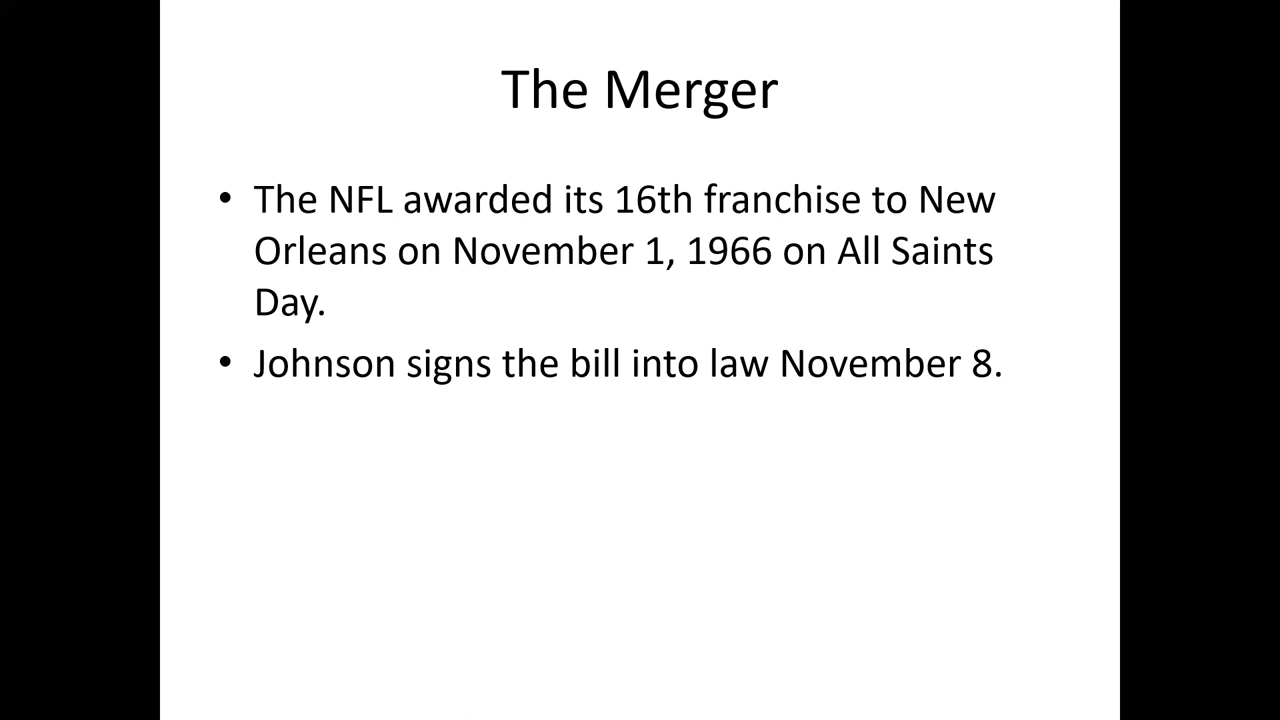 The Merger
• The NFL awarded its 16th franchise to New
Orleans on November 1, 1966 on All Saints
Day.
• Johnson signs the bill into law November 8.